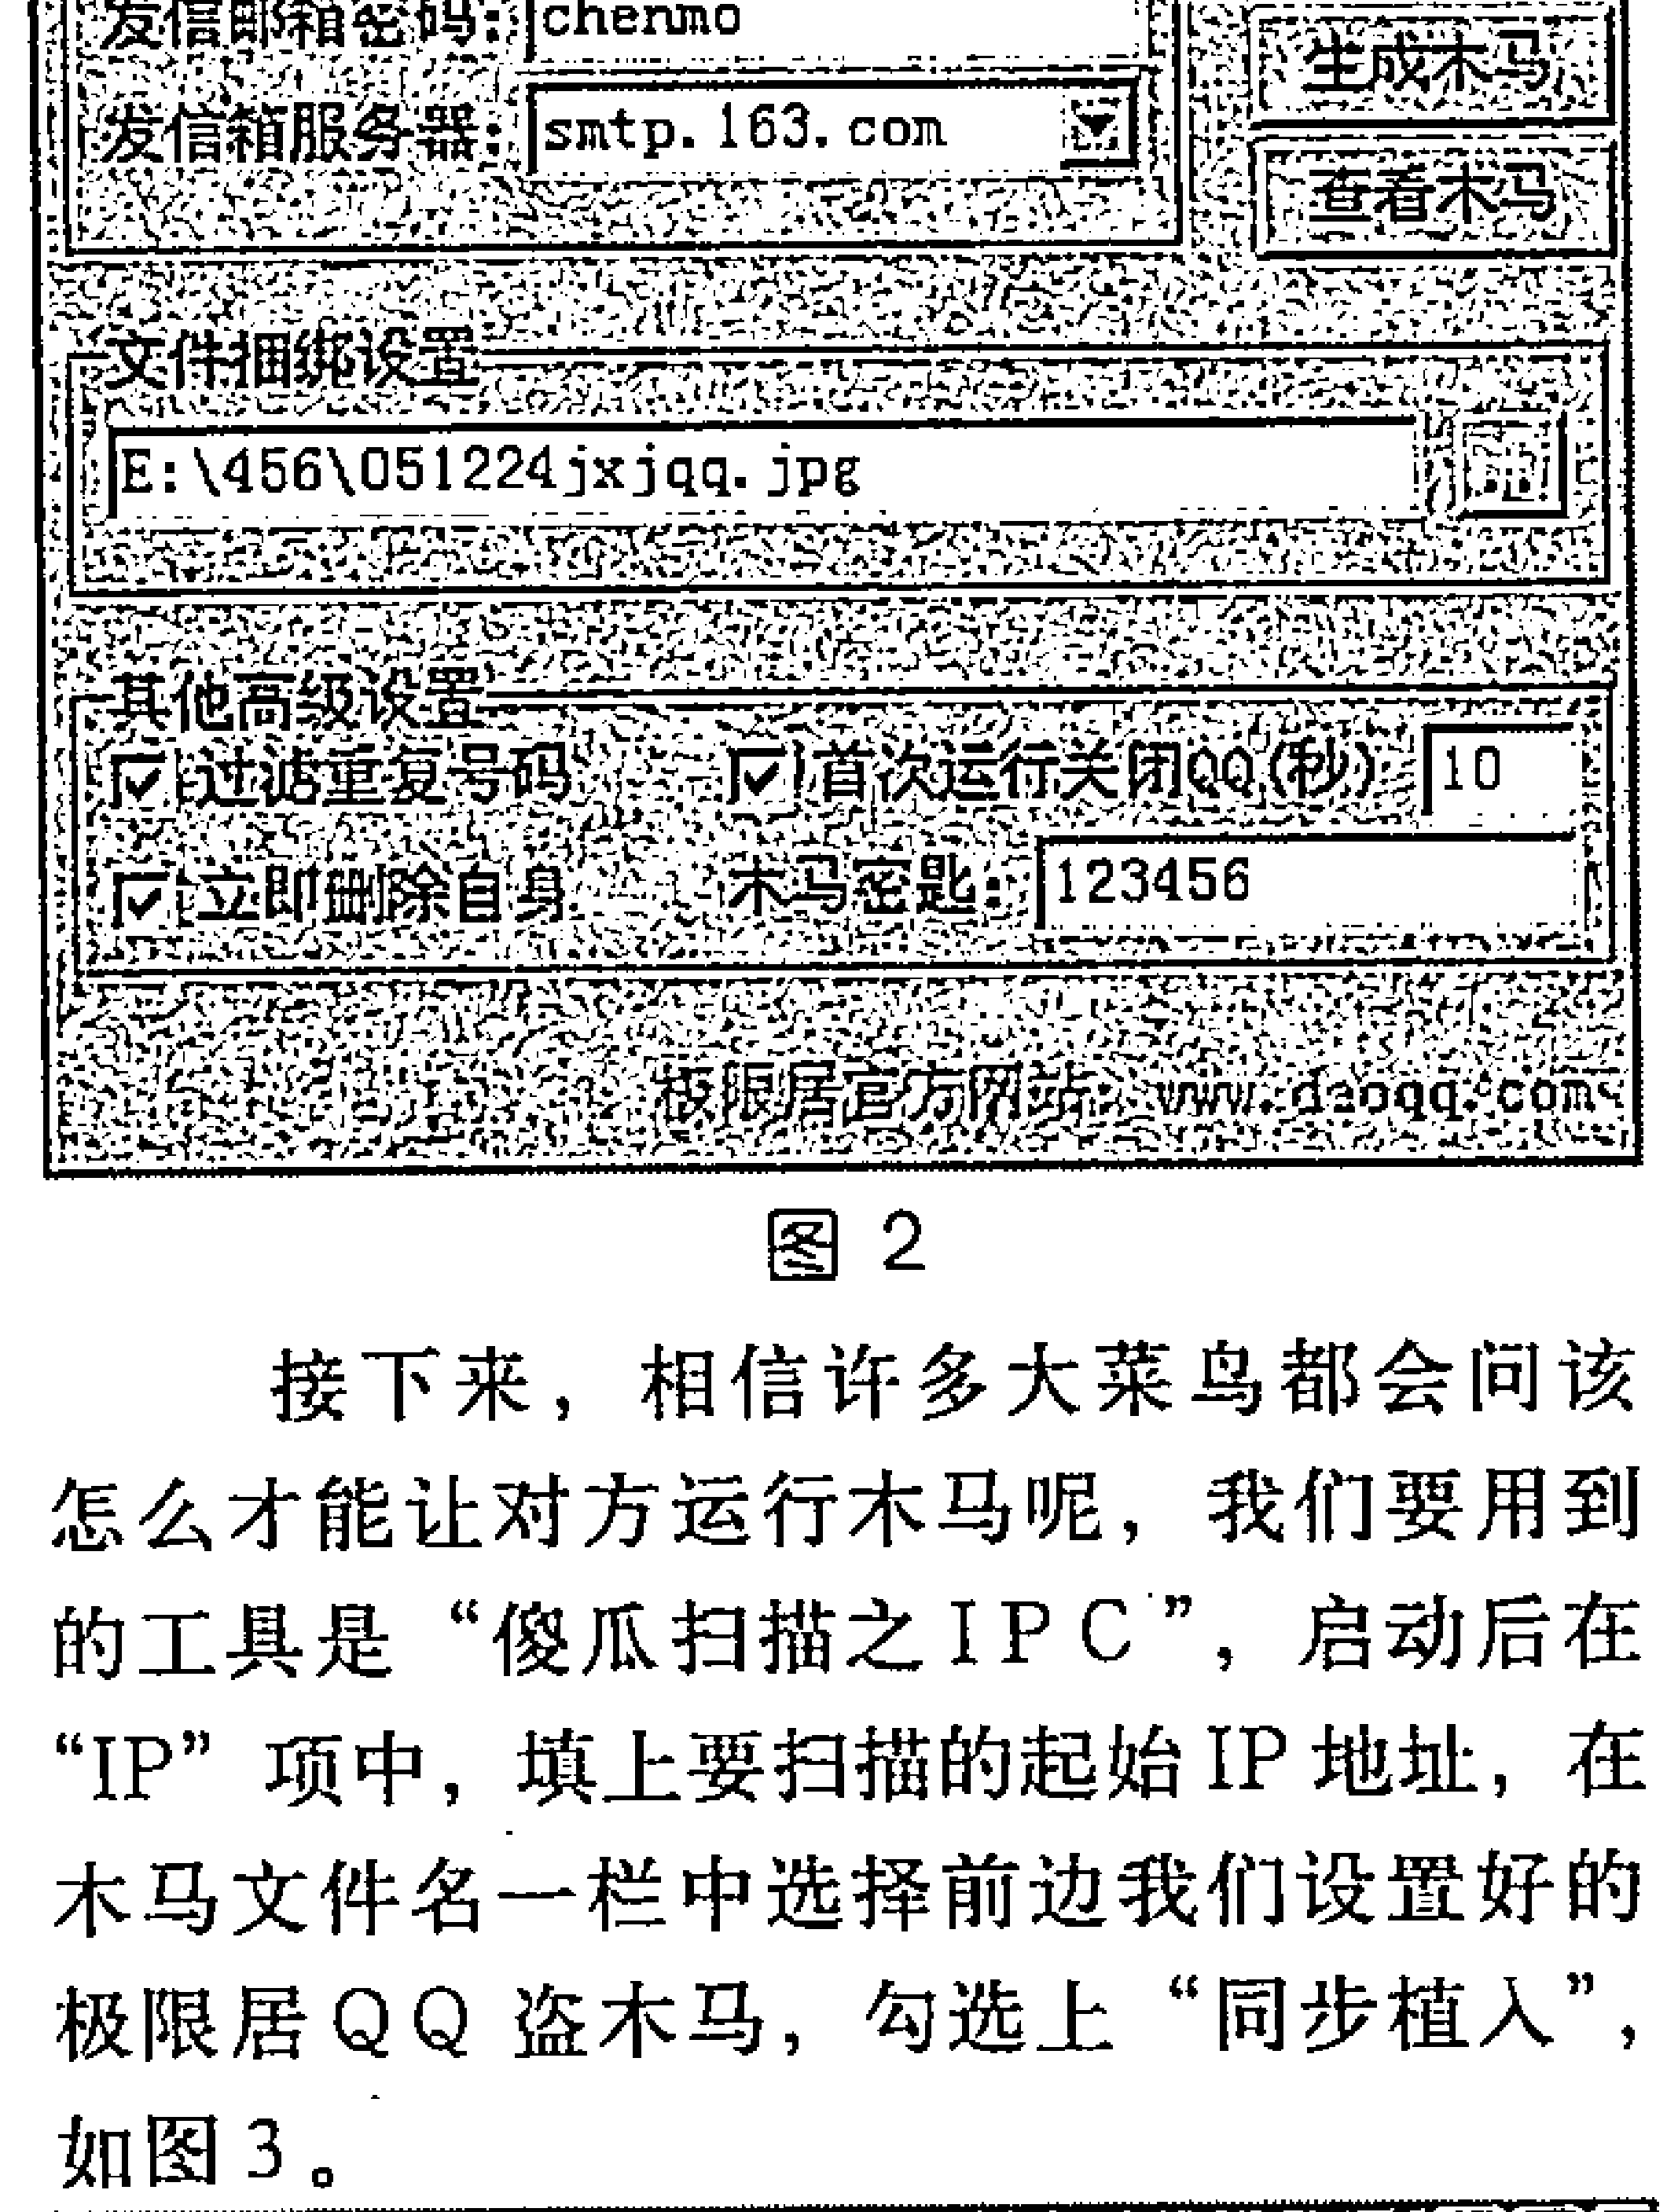 发信邮箱密码: chenmo
生成木马
发信箱服务器: smtp.163.com
查看木马
文件捆绑设置
E:\456\051224jxjqq.jpg
其他高级设置
过滤重复号码 首次运行关闭QQ(秒) 10
立即删除自身 木马密匙: 123456
极限居官方网站: www.daoqq.com
图 2
接下来，相信许多大菜鸟都会问该
怎么才能让对方运行木马呢，我们要用到
的工具是“傻瓜扫描之IPC”，启动后在
“IP”项中，填上要扫描的起始IP地址，在
木马文件名一栏中选择前边我们设置好的
极限居QQ盗木马，勾选上“同步植入”，
如图3。